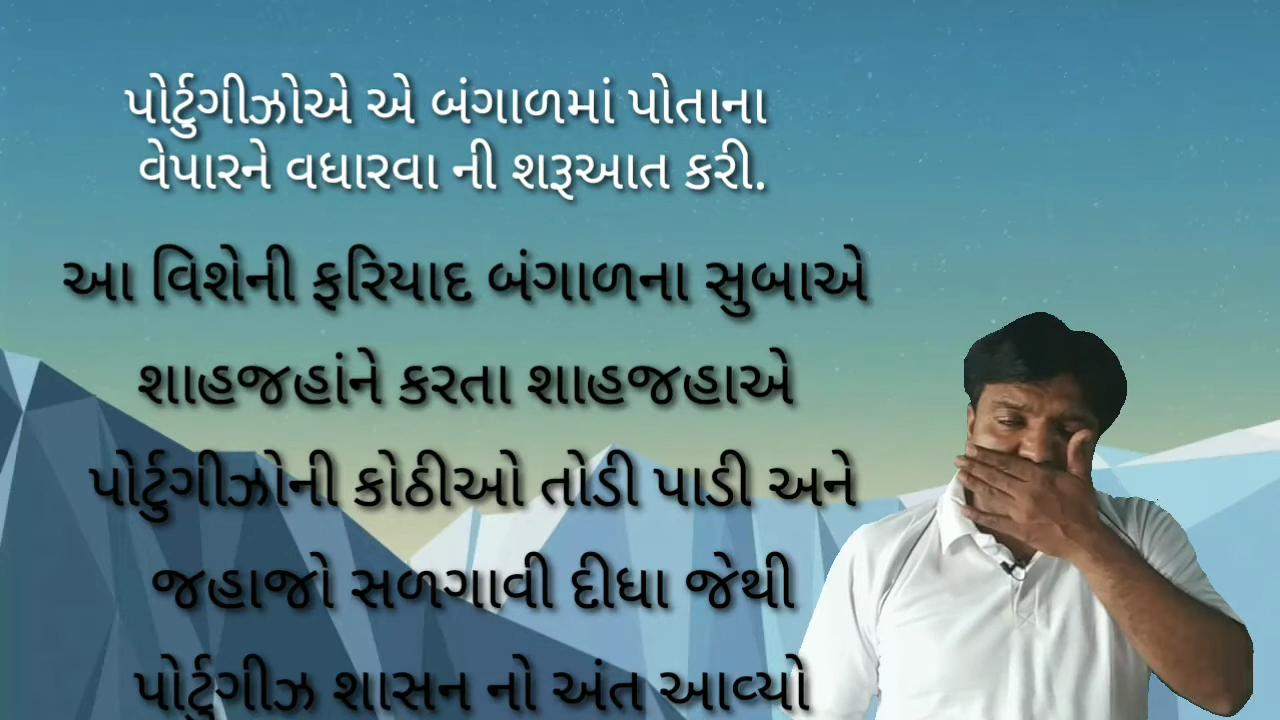 પોર્ટુગીઝોએ એ બંગાળમાં પોતાના
વેપારને વધારવા ની શરૂઆત કરી.
આ વિશેની ફરિયાદ બંગાળના સુબાએ
શાહજહાંને કરતા શાહજહાએ
પોર્ટુગીઝોની કોઠીઓ તોડી પાડી અને
જહાજો સળગાવી દીધા જેથી
પોર્ટુગીઝ શાસન નો અંત આવ્યો